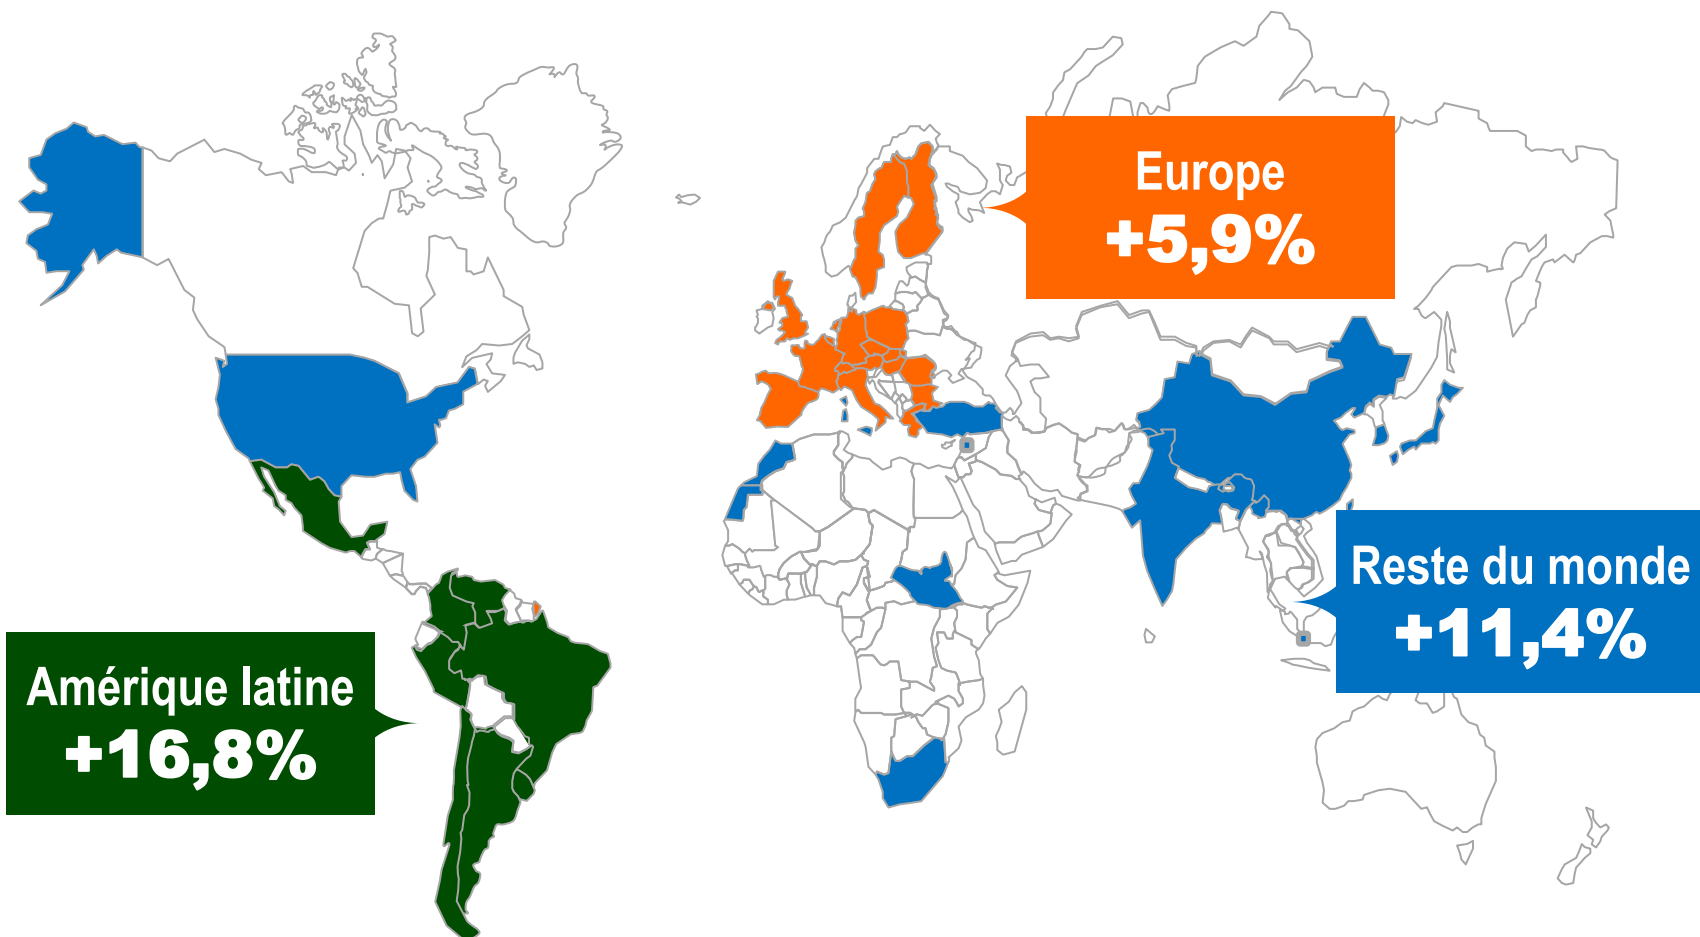 Europe
+5,9%
Reste du monde
+11,4%
Amérique latine
+16,8%